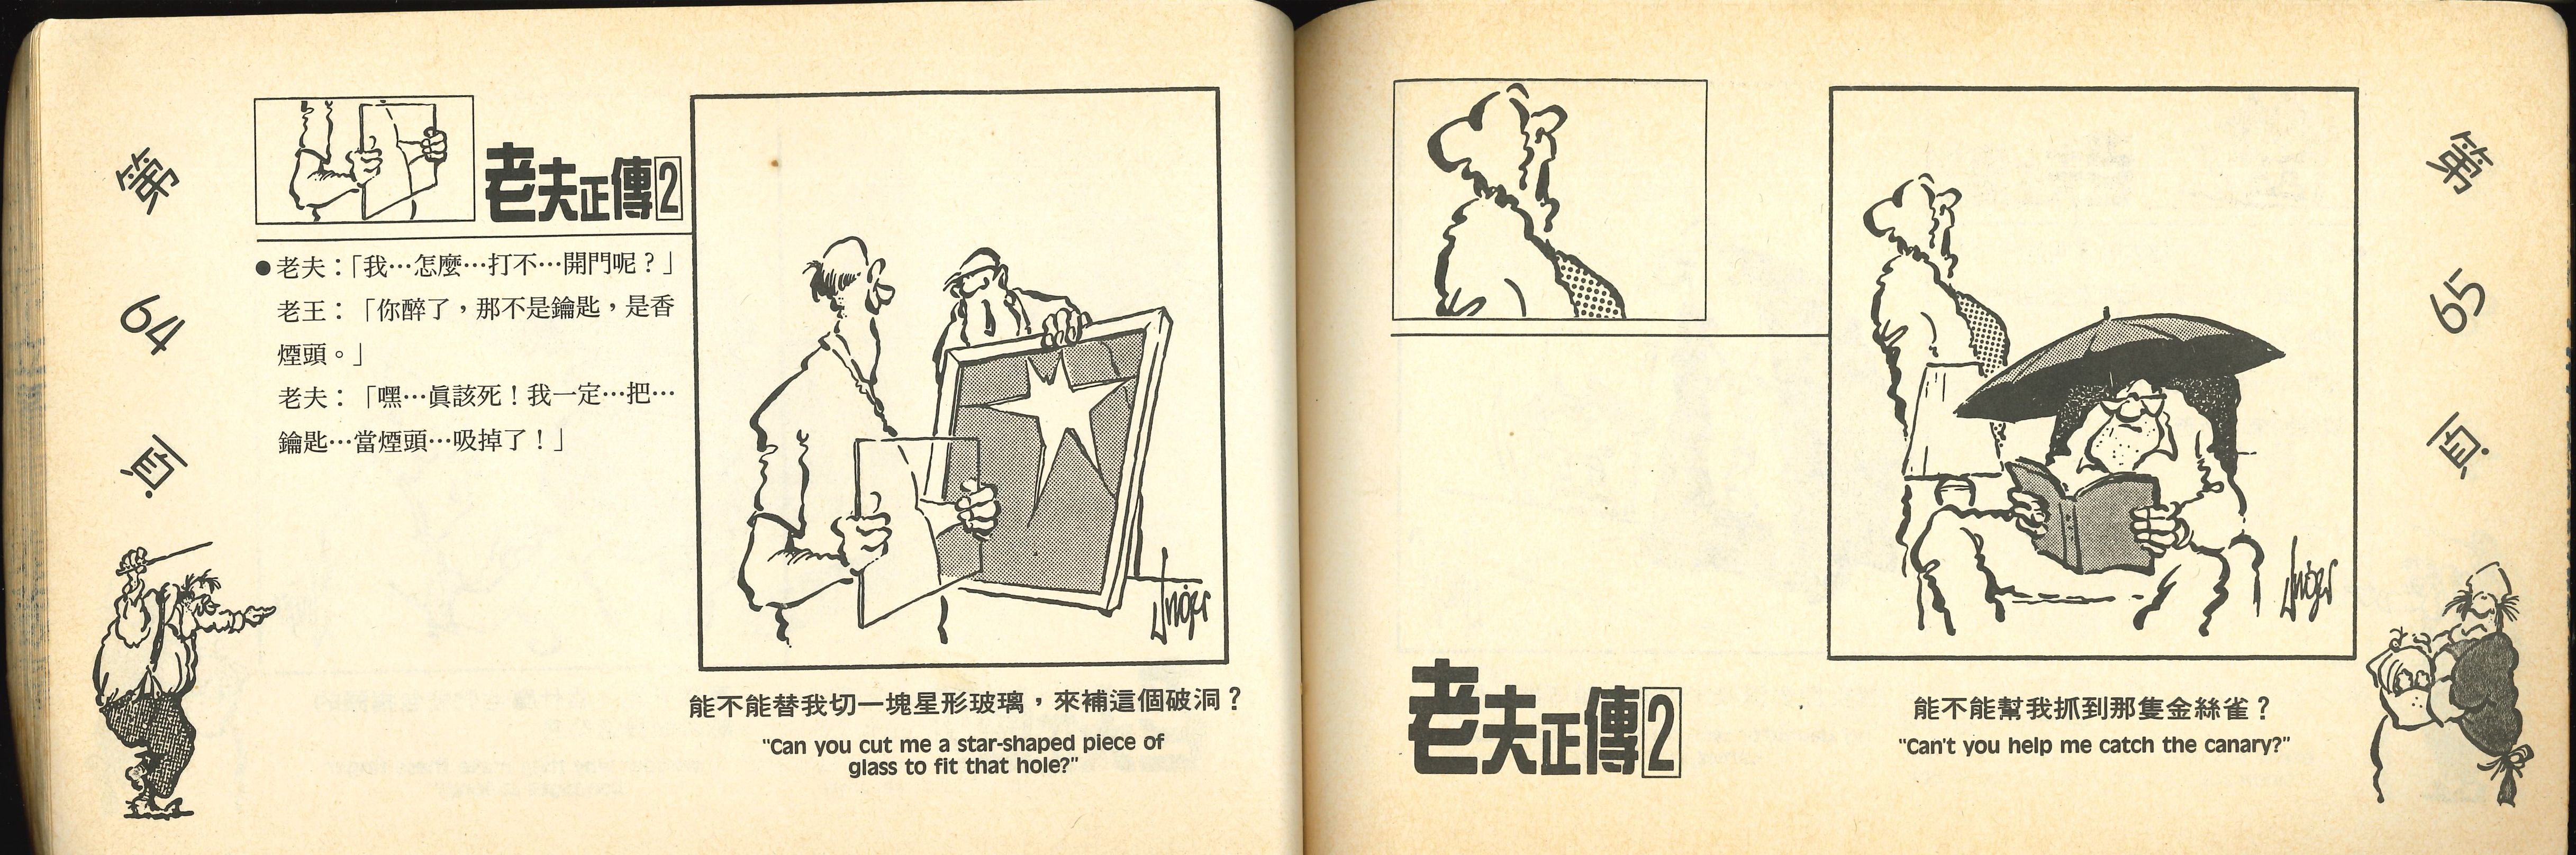 第
64
頁
老夫正傳2
●老夫：「我…怎麼…打不…開門呢？」
老王：「你醉了，那不是鑰匙，是香
煙頭。」
老夫：「嘿…眞該死！我一定…把…
鑰匙…當煙頭…吸掉了！」
能不能替我切一塊星形玻璃，來補這個破洞？
"Can you cut me a star-shaped piece of
glass to fit that hole?"
老夫正傳2
能不能幫我抓到那隻金絲雀？
"Can't you help me catch the canary?"
第
65
頁